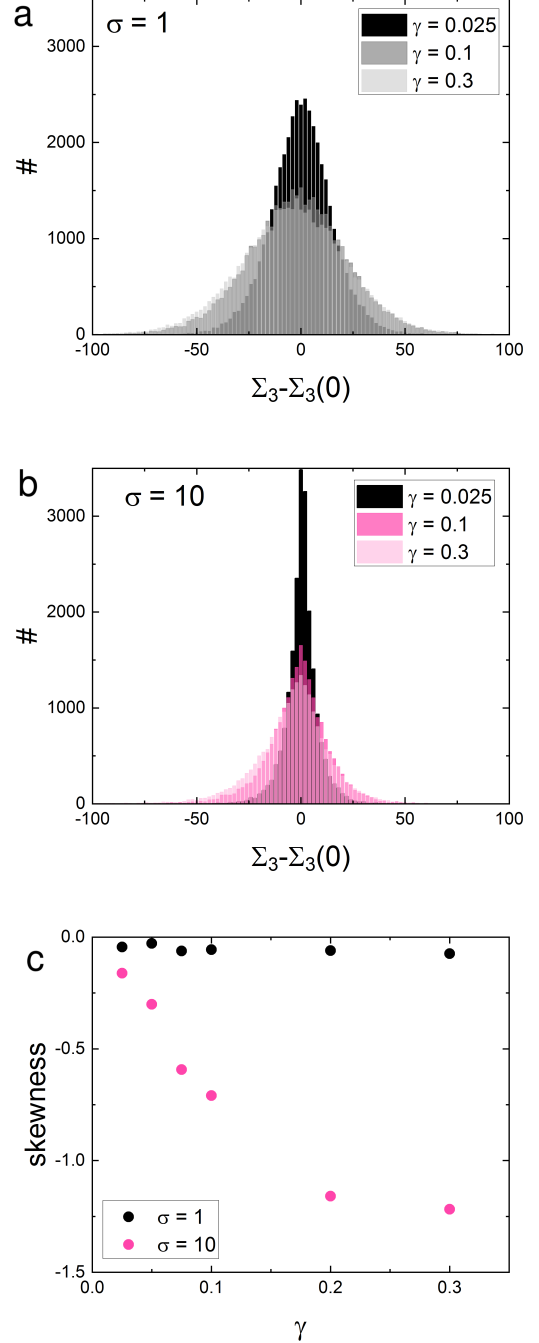 a
σ = 1
γ = 0.025
γ = 0.1
γ = 0.3
3000
2000
1000
0
#
-100 -50 0 50 100
Σ₃-Σ₃(0)
b
σ = 10
γ = 0.025
γ = 0.1
γ = 0.3
3000
2000
1000
0
#
-100 -50 0 50 100
Σ₃-Σ₃(0)
c
0.0
-0.5
-1.0
-1.5
skewness
σ = 1
σ = 10
0.0 0.1 0.2 0.3
γ